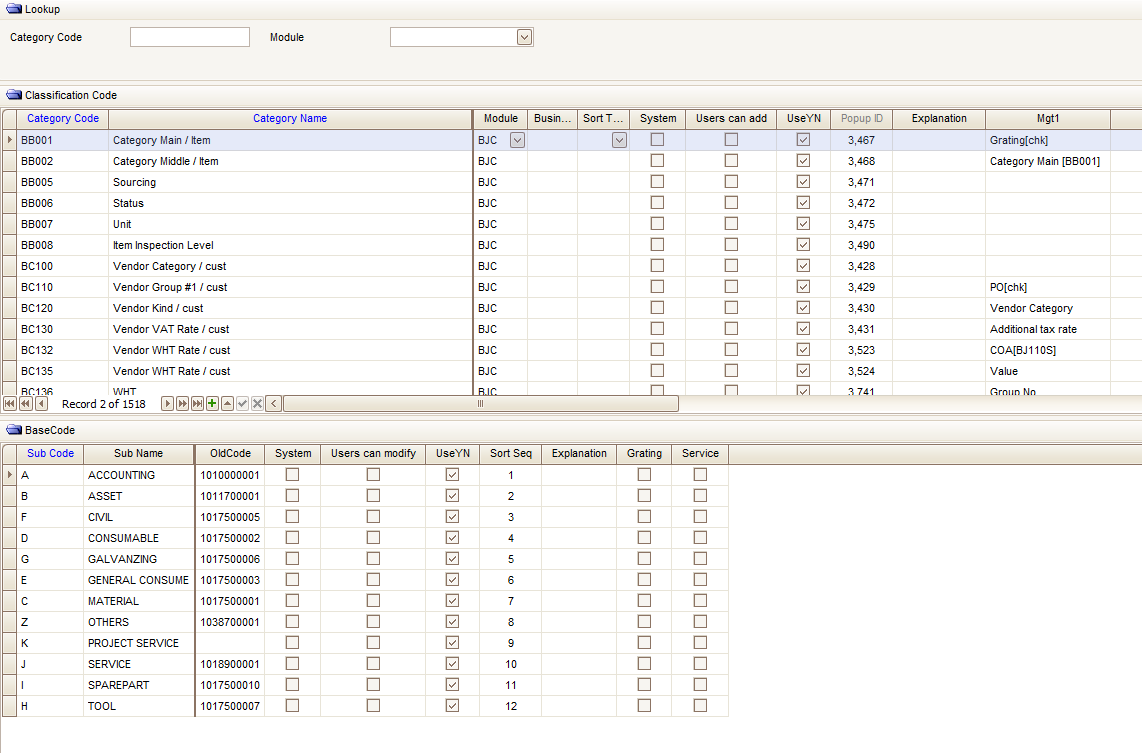 Lookup
Category Code Module
Classification Code
Category Code Category Name Module Busin... Sort T... System Users can add UseYN Popup ID Explanation Mgt1
BB001 Category Main / Item BJC 3,467 Grating[chk]
BB002 Category Middle / Item BJC 3,468 Category Main [BB001]
BB005 Sourcing BJC 3,471
BB006 Status BJC 3,472
BB007 Unit BJC 3,475
BB008 Item Inspection Level BJC 3,490
BC100 Vendor Category / cust BJC 3,428
BC110 Vendor Group #1 / cust BJC 3,429 PO[chk]
BC120 Vendor Kind / cust BJC 3,430 Vendor Category
BC130 Vendor VAT Rate / cust BJC 3,431 Additional tax rate
BC132 Vendor WHT Rate / cust BJC 3,523 COA[BJ110S]
BC135 Vendor WHT Rate / cust BJC 3,524 Value
BC136 WHT BJC 3,741 Group No
Record 2 of 1518
BaseCode
Sub Code Sub Name OldCode System Users can modify UseYN Sort Seq Explanation Grating Service
A ACCOUNTING 1010000001 1
B ASSET 1011700001 2
F CIVIL 1017500005 3
D CONSUMABLE 1017500002 4
G GALVANZING 1017500006 5
E GENERAL CONSUME 1017500003 6
C MATERIAL 1017500001 7
Z OTHERS 1038700001 8
K PROJECT SERVICE 9
J SERVICE 1018900001 10
I SPAREPART 1017500010 11
H TOOL 1017500007 12